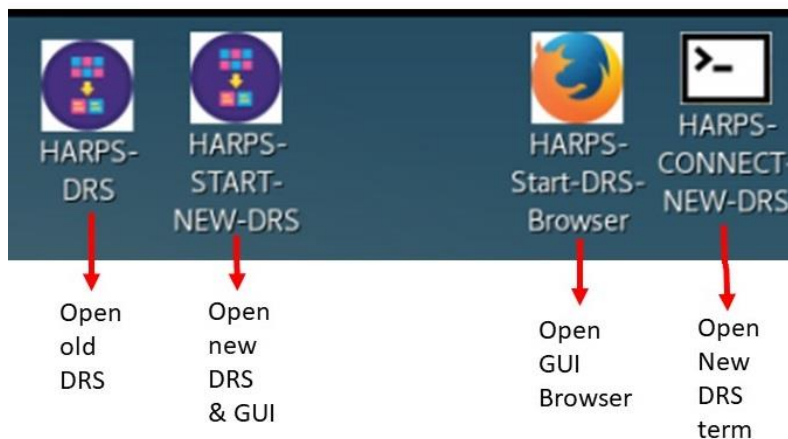 HARPS-
DRS
HARPS-
START-
NEW-DRS
HARPS-
Start-DRS-
Browser
HARPS-
CONNECT-
NEW-DRS
Open
old
DRS
Open
new
DRS
& GUI
Open
GUI
Browser
Open
New
DRS
term